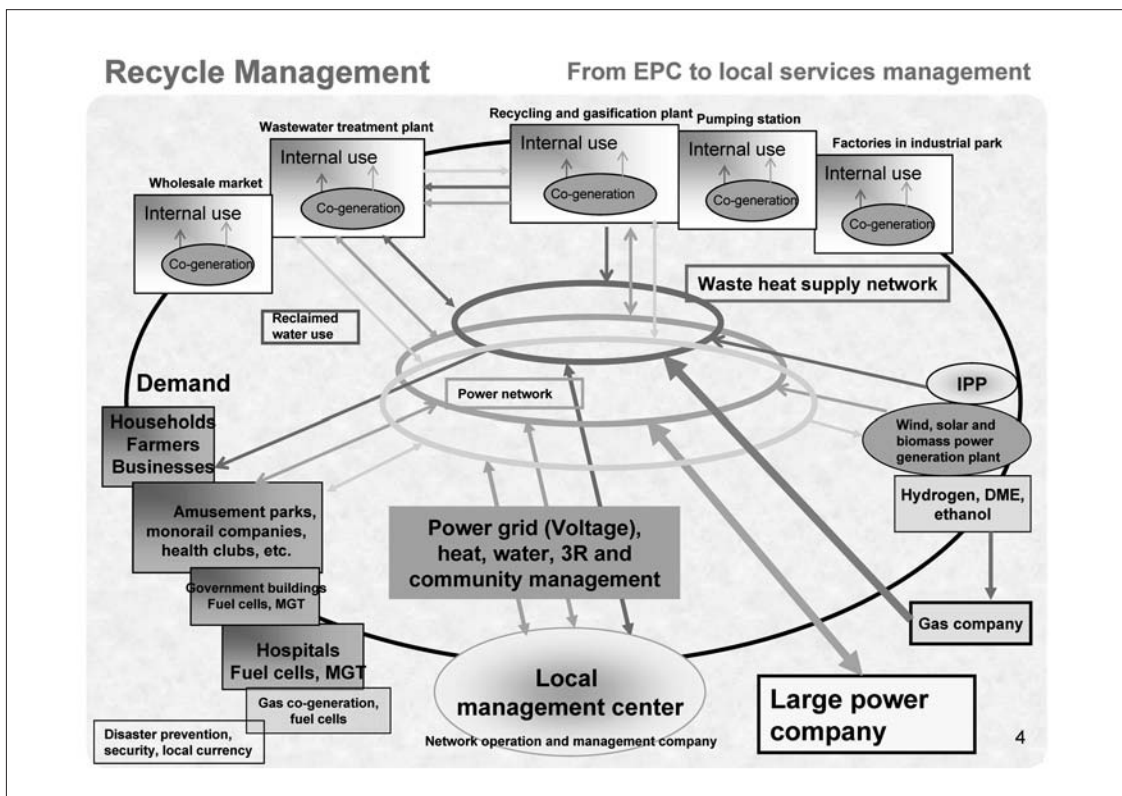 Recycle Management
From EPC to local services management
Wholesale market
Internal use
Co-generation
Wastewater treatment plant
Internal use
Co-generation
Recycling and gasification plant
Internal use
Co-generation
Pumping station
Internal use
Co-generation
Factories in industrial park
Internal use
Co-generation
Waste heat supply network
Reclaimed
water use
Power network
Demand
Households
Farmers
Businesses
Amusement parks,
monorail companies,
health clubs, etc.
Government buildings
Fuel cells, MGT
Hospitals
Fuel cells, MGT
Gas co-generation,
fuel cells
Disaster prevention,
security, local currency
Power grid (Voltage),
heat, water, 3R and
community management
Local
management center
Network operation and management company
IPP
Wind, solar and
biomass power
generation plant
Hydrogen, DME,
ethanol
Gas company
Large power
company
4